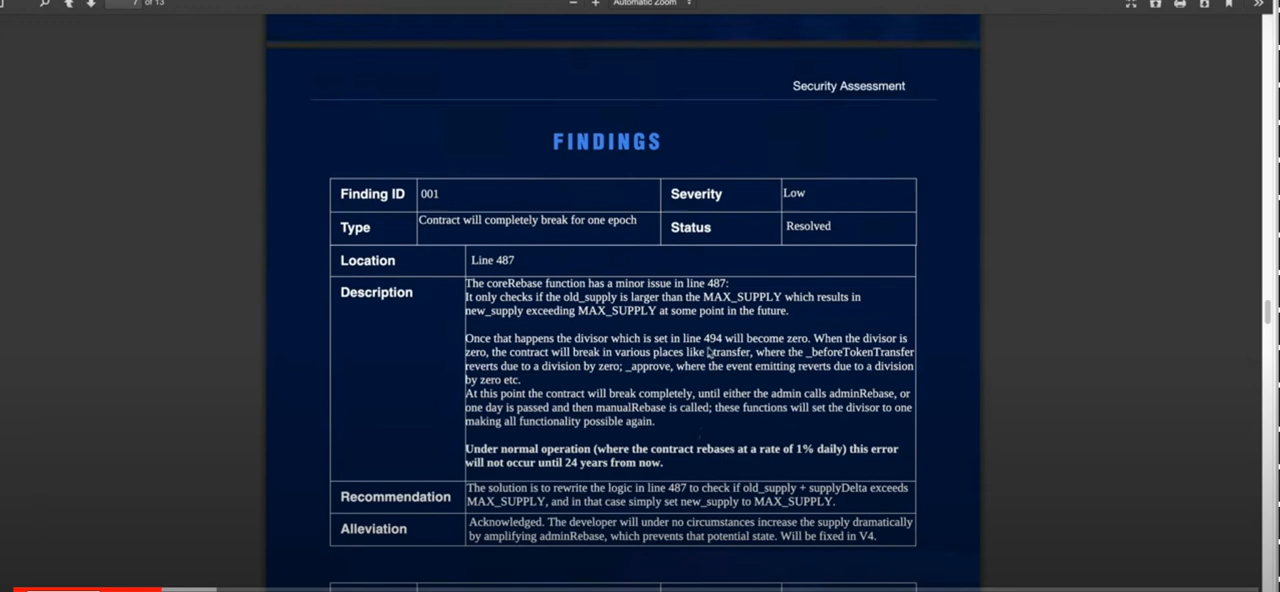 7 of 13
Automatic Zoom
Security Assessment
FINDINGS
Finding ID 001 Severity Low
Type Contract will completely break for one epoch Status Resolved
Location Line 487
Description The coreRebase function has a minor issue in line 487:
It only checks if the old_supply is larger than the MAX_SUPPLY which results in
new_supply exceeding MAX_SUPPLY at some point in the future.
Once that happens the divisor which is set in line 494 will become zero. When the divisor is
zero, the contract will break in various places like _transfer, where the _beforeTokenTransfer
reverts due to a division by zero; _approve, where the event emitting reverts due to a division
by zero etc.
At this point the contract will break completely, until either the admin calls adminRebase, or
one day is passed and then manualRebase is called; these functions will set the divisor to one
making all functionality possible again.
Under normal operation (where the contract rebases at a rate of 1% daily) this error
will not occur until 24 years from now.
Recommendation The solution is to rewrite the logic in line 487 to check if old_supply + supplyDelta exceeds
MAX_SUPPLY, and in that case simply set new_supply to MAX_SUPPLY.
Alleviation Acknowledged. The developer will under no circumstances increase the supply dramatically
by amplifying adminRebase, which prevents that potential state. Will be fixed in V4.